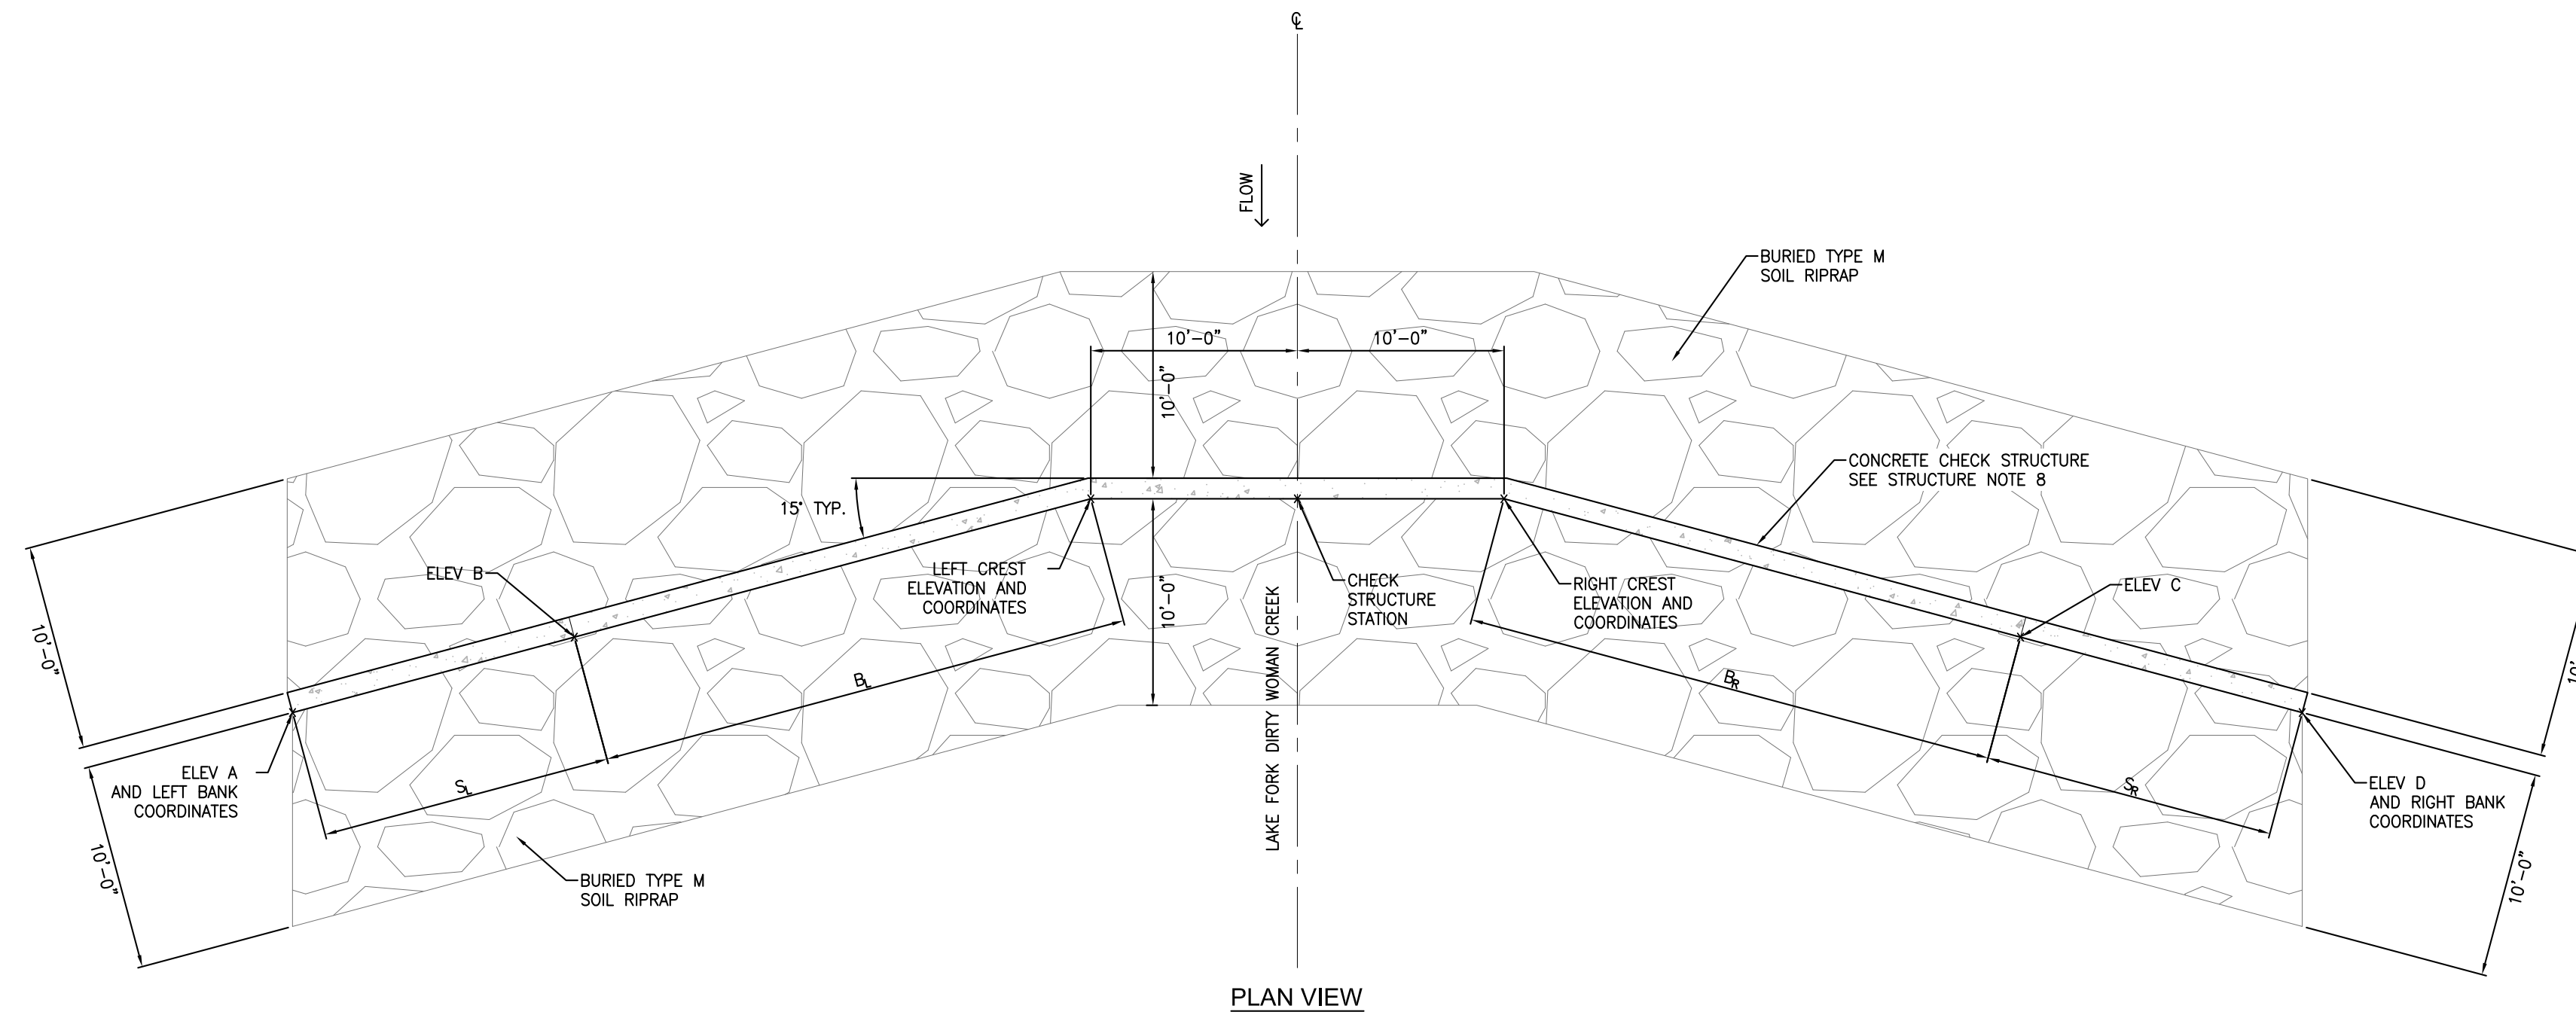 ℄
FLOW
BURIED TYPE M
SOIL RIPRAP
10'-0"
10'-0"
10'-0"
CONCRETE CHECK STRUCTURE
SEE STRUCTURE NOTE 8
15° TYP.
ELEV B
LEFT CREST
ELEVATION AND
COORDINATES
10'-0"
CHECK
STRUCTURE
STATION
RIGHT CREST
ELEVATION AND
COORDINATES
ELEV C
10'-0"
BL
BR
10'
LAKE FORK DIRTY WOMAN CREEK
ELEV A
AND LEFT BANK
COORDINATES
SL
SR
ELEV D
AND RIGHT BANK
COORDINATES
10'-0"
BURIED TYPE M
SOIL RIPRAP
10'-0"
PLAN VIEW